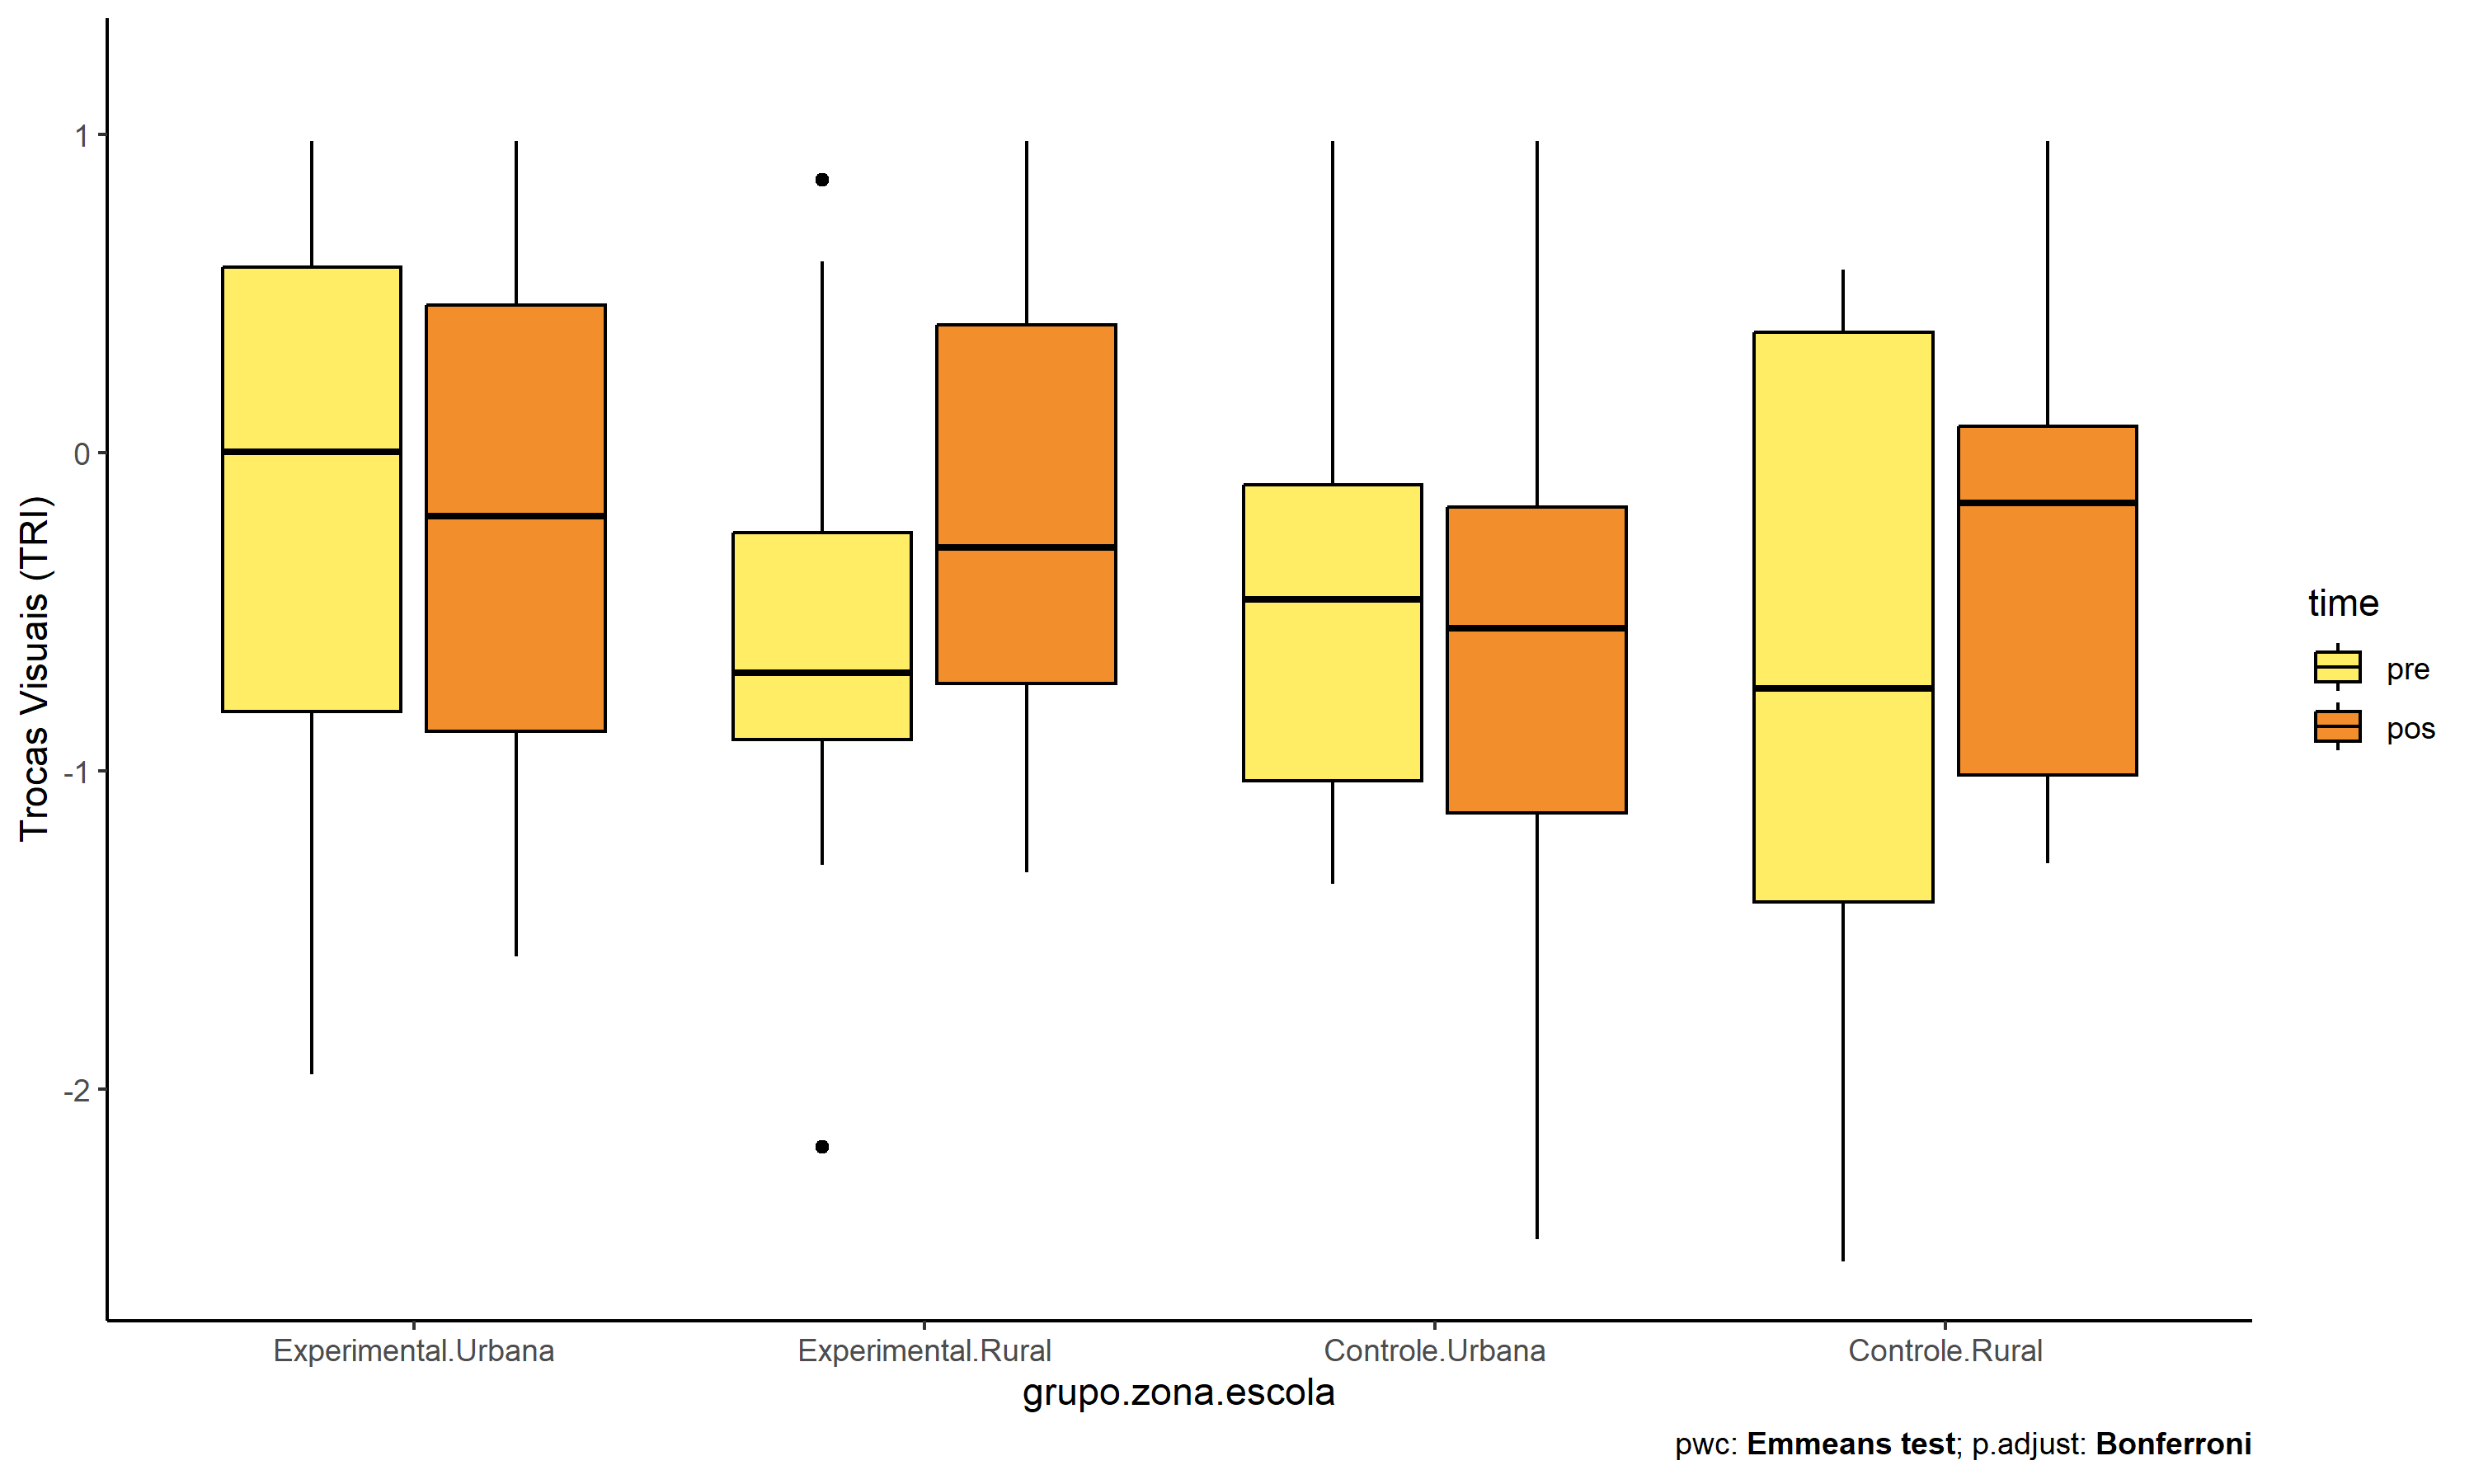 Trocas Visuais (TRI)
1
0
-1
-2
Experimental.Urbana
Experimental.Rural
Controle.Urbana
Controle.Rural
grupo.zona.escola
time
pre
pos
pwc: Emmeans test; p.adjust: Bonferroni